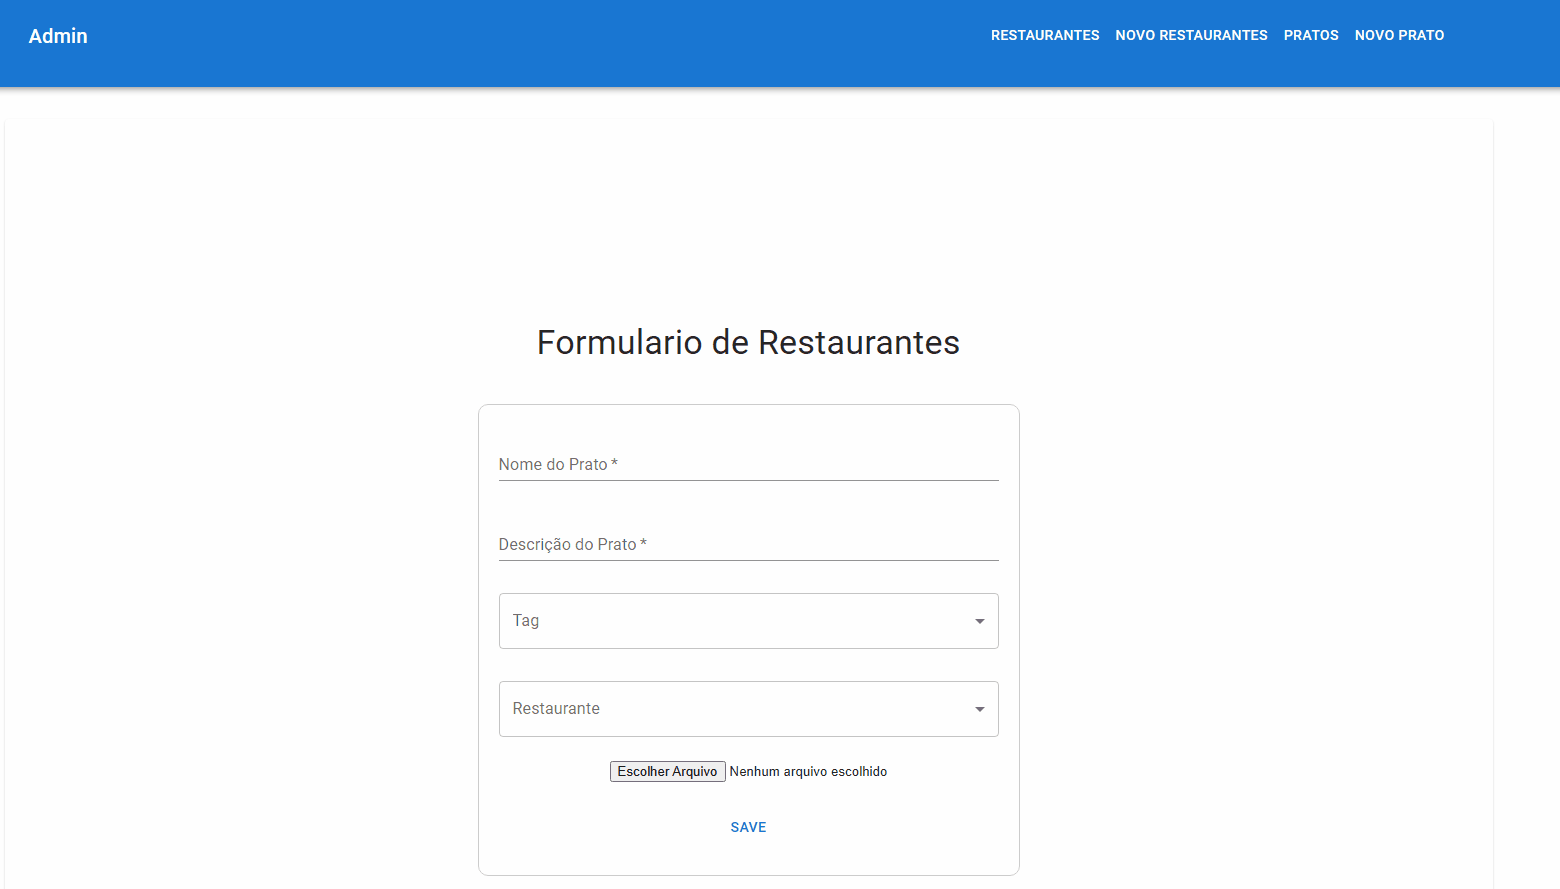 Admin RESTAURANTES NOVO RESTAURANTES PRATOS NOVO PRATO
Formulario de Restaurantes
Nome do Prato *
Descrição do Prato *
Tag
Restaurante
Escolher Arquivo Nenhum arquivo escolhido
SAVE